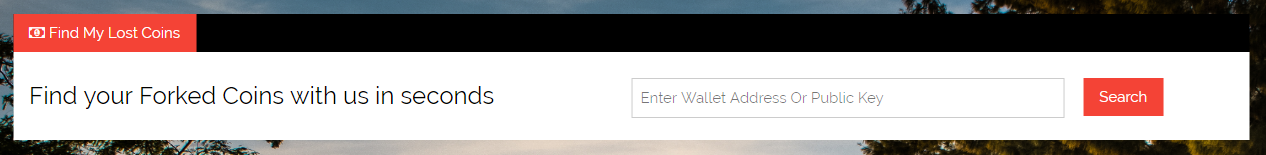 Find My Lost Coins
Find your Forked Coins with us in seconds
Enter Wallet Address Or Public Key
Search